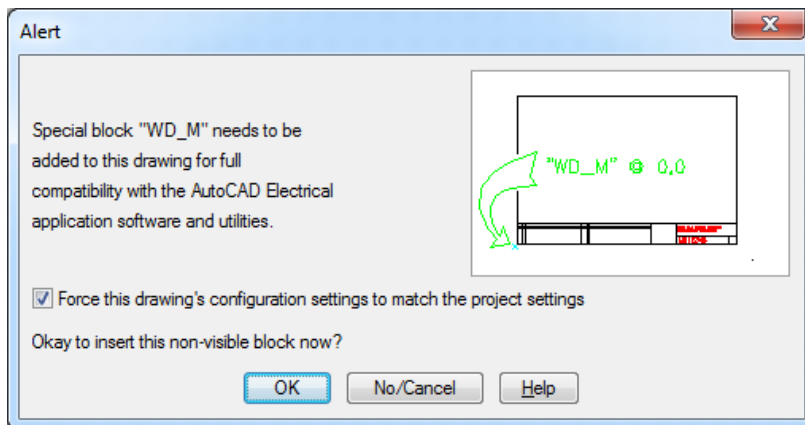 Alert
Special block "WD_M" needs to be
added to this drawing for full
compatibility with the AutoCAD Electrical
application software and utilities.
"WD_M" @ 0,0
Force this drawing's configuration settings to match the project settings
Okay to insert this non-visible block now?
OK
No/Cancel
Help